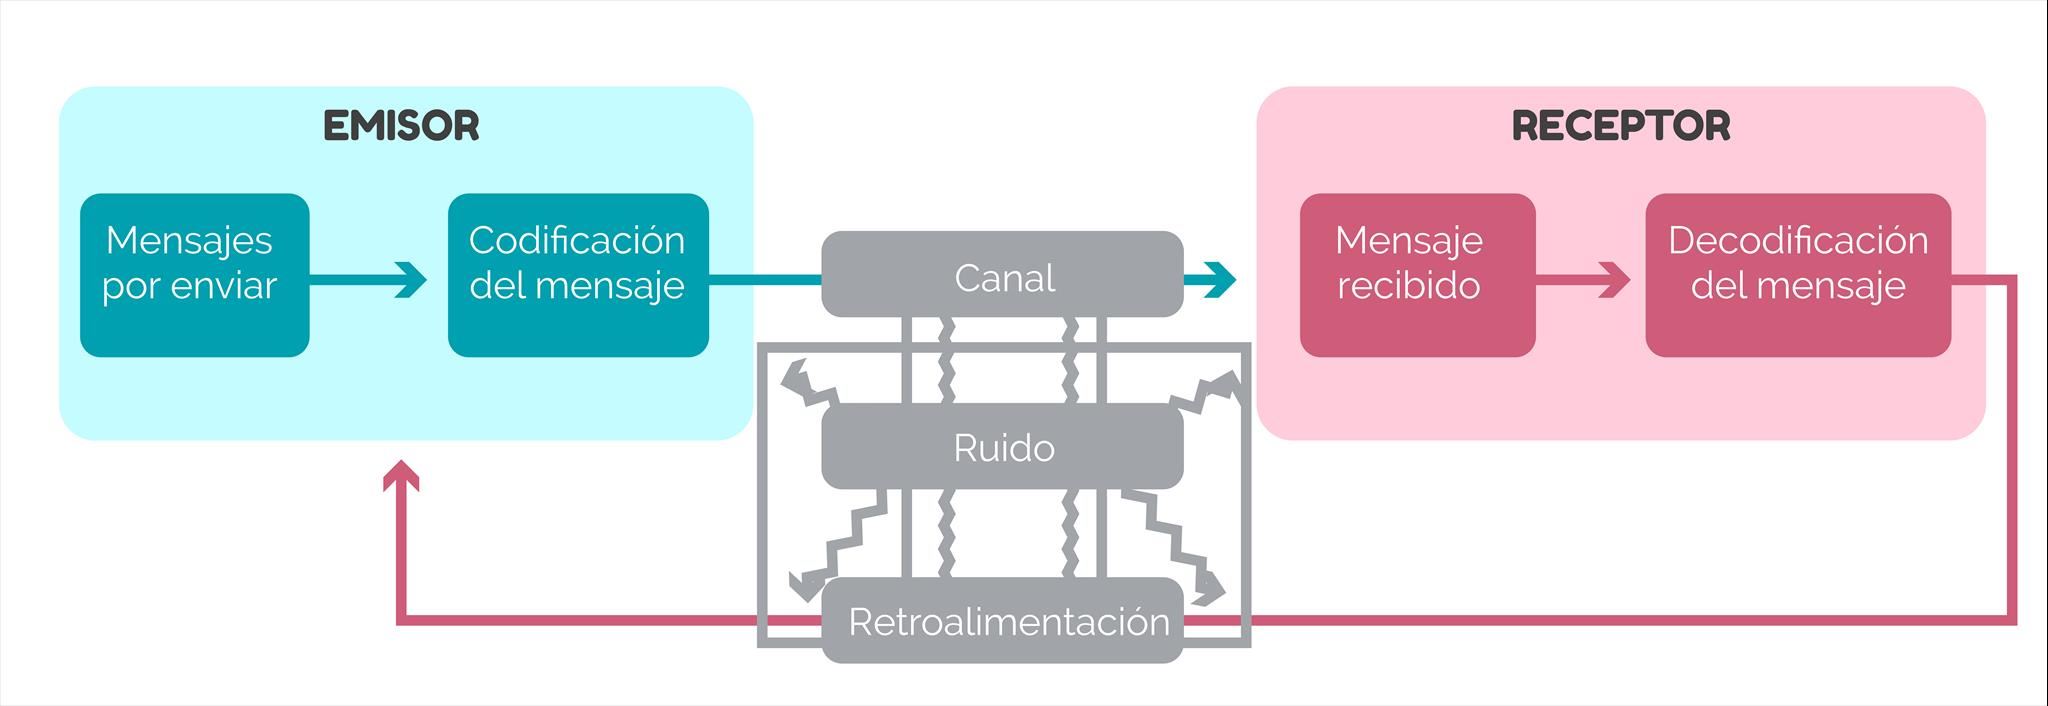 EMISOR
Mensajes
por enviar
Codificación
del mensaje
Canal
Ruido
Retroalimentación
RECEPTOR
Mensaje
recibido
Decodificación
del mensaje